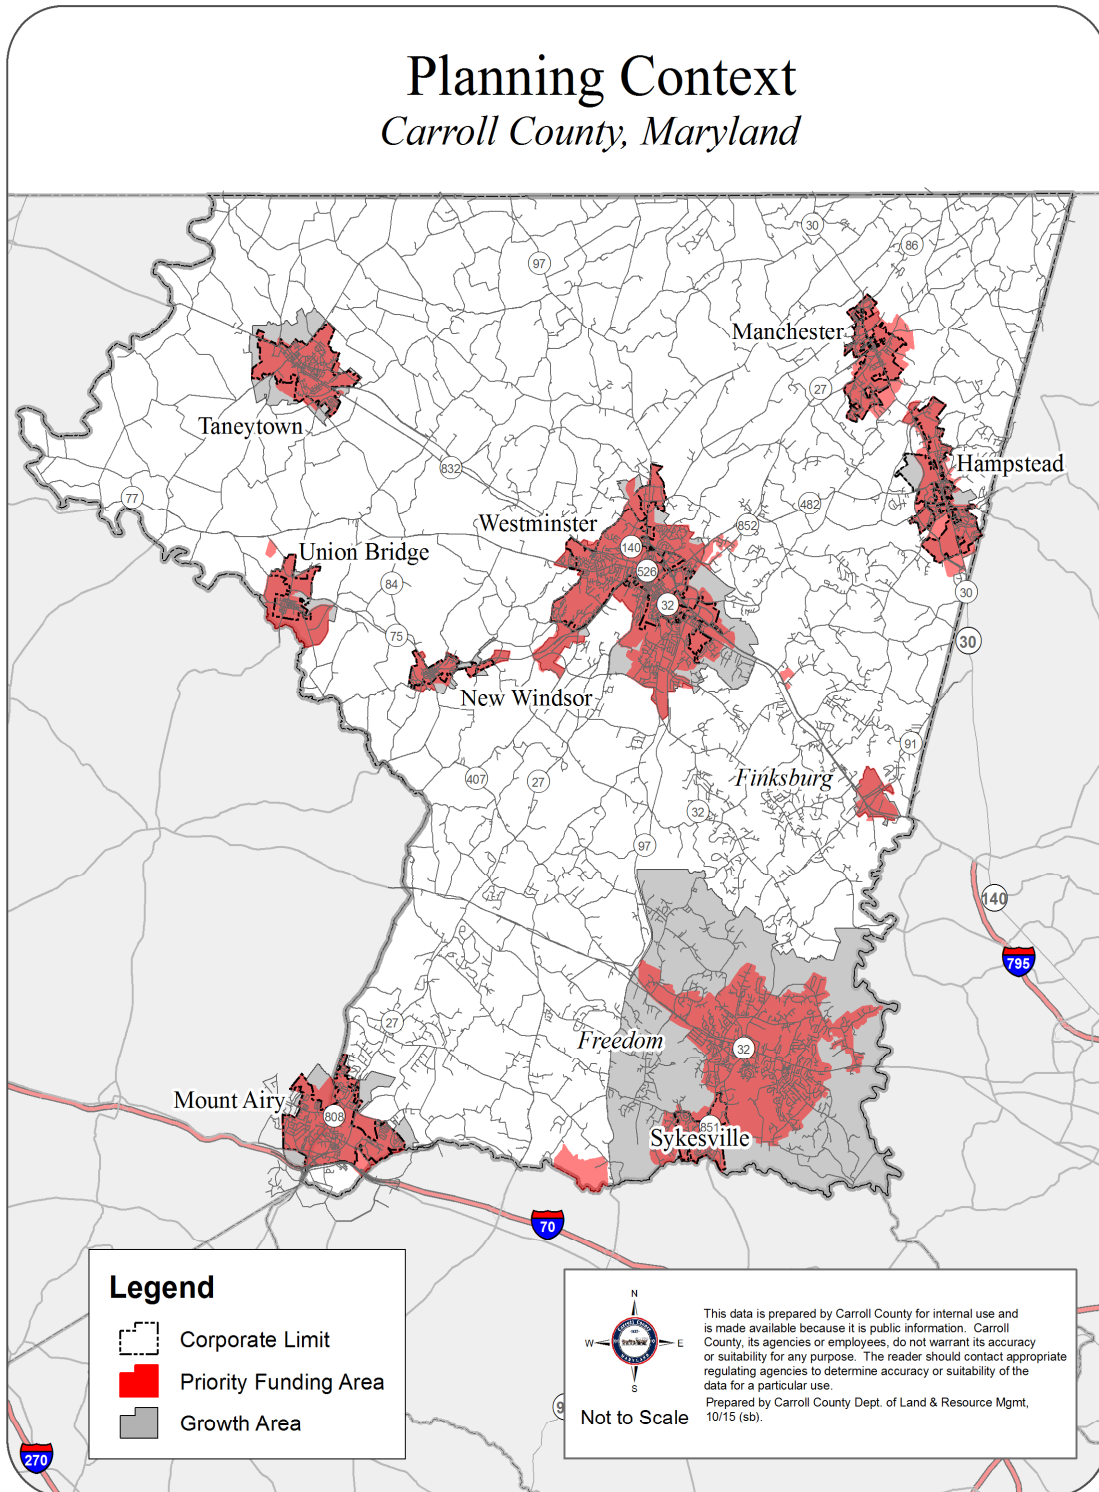 Planning Context
Carroll County, Maryland
30
86
97
Manchester
27
Taneytown
Hampstead
832
77
482
Westminster
852
140
Union Bridge
526
84
30
32
75
30
New Windsor
91
Finksburg
407
27
32
97
140
795
27
Freedom
32
Mount Airy
808
851
Sykesville
70
Legend
Corporate Limit
Priority Funding Area
Growth Area
N
W
E
S
Not to Scale
This data is prepared by Carroll County for internal use and
is made available because it is public information. Carroll
County, its agencies or employees, do not warrant its accuracy
or suitability for any purpose. The reader should contact appropriate
regulating agencies to determine accuracy or suitability of the
data for a particular use.
Prepared by Carroll County Dept. of Land & Resource Mgmt,
10/15 (sb).
9
270